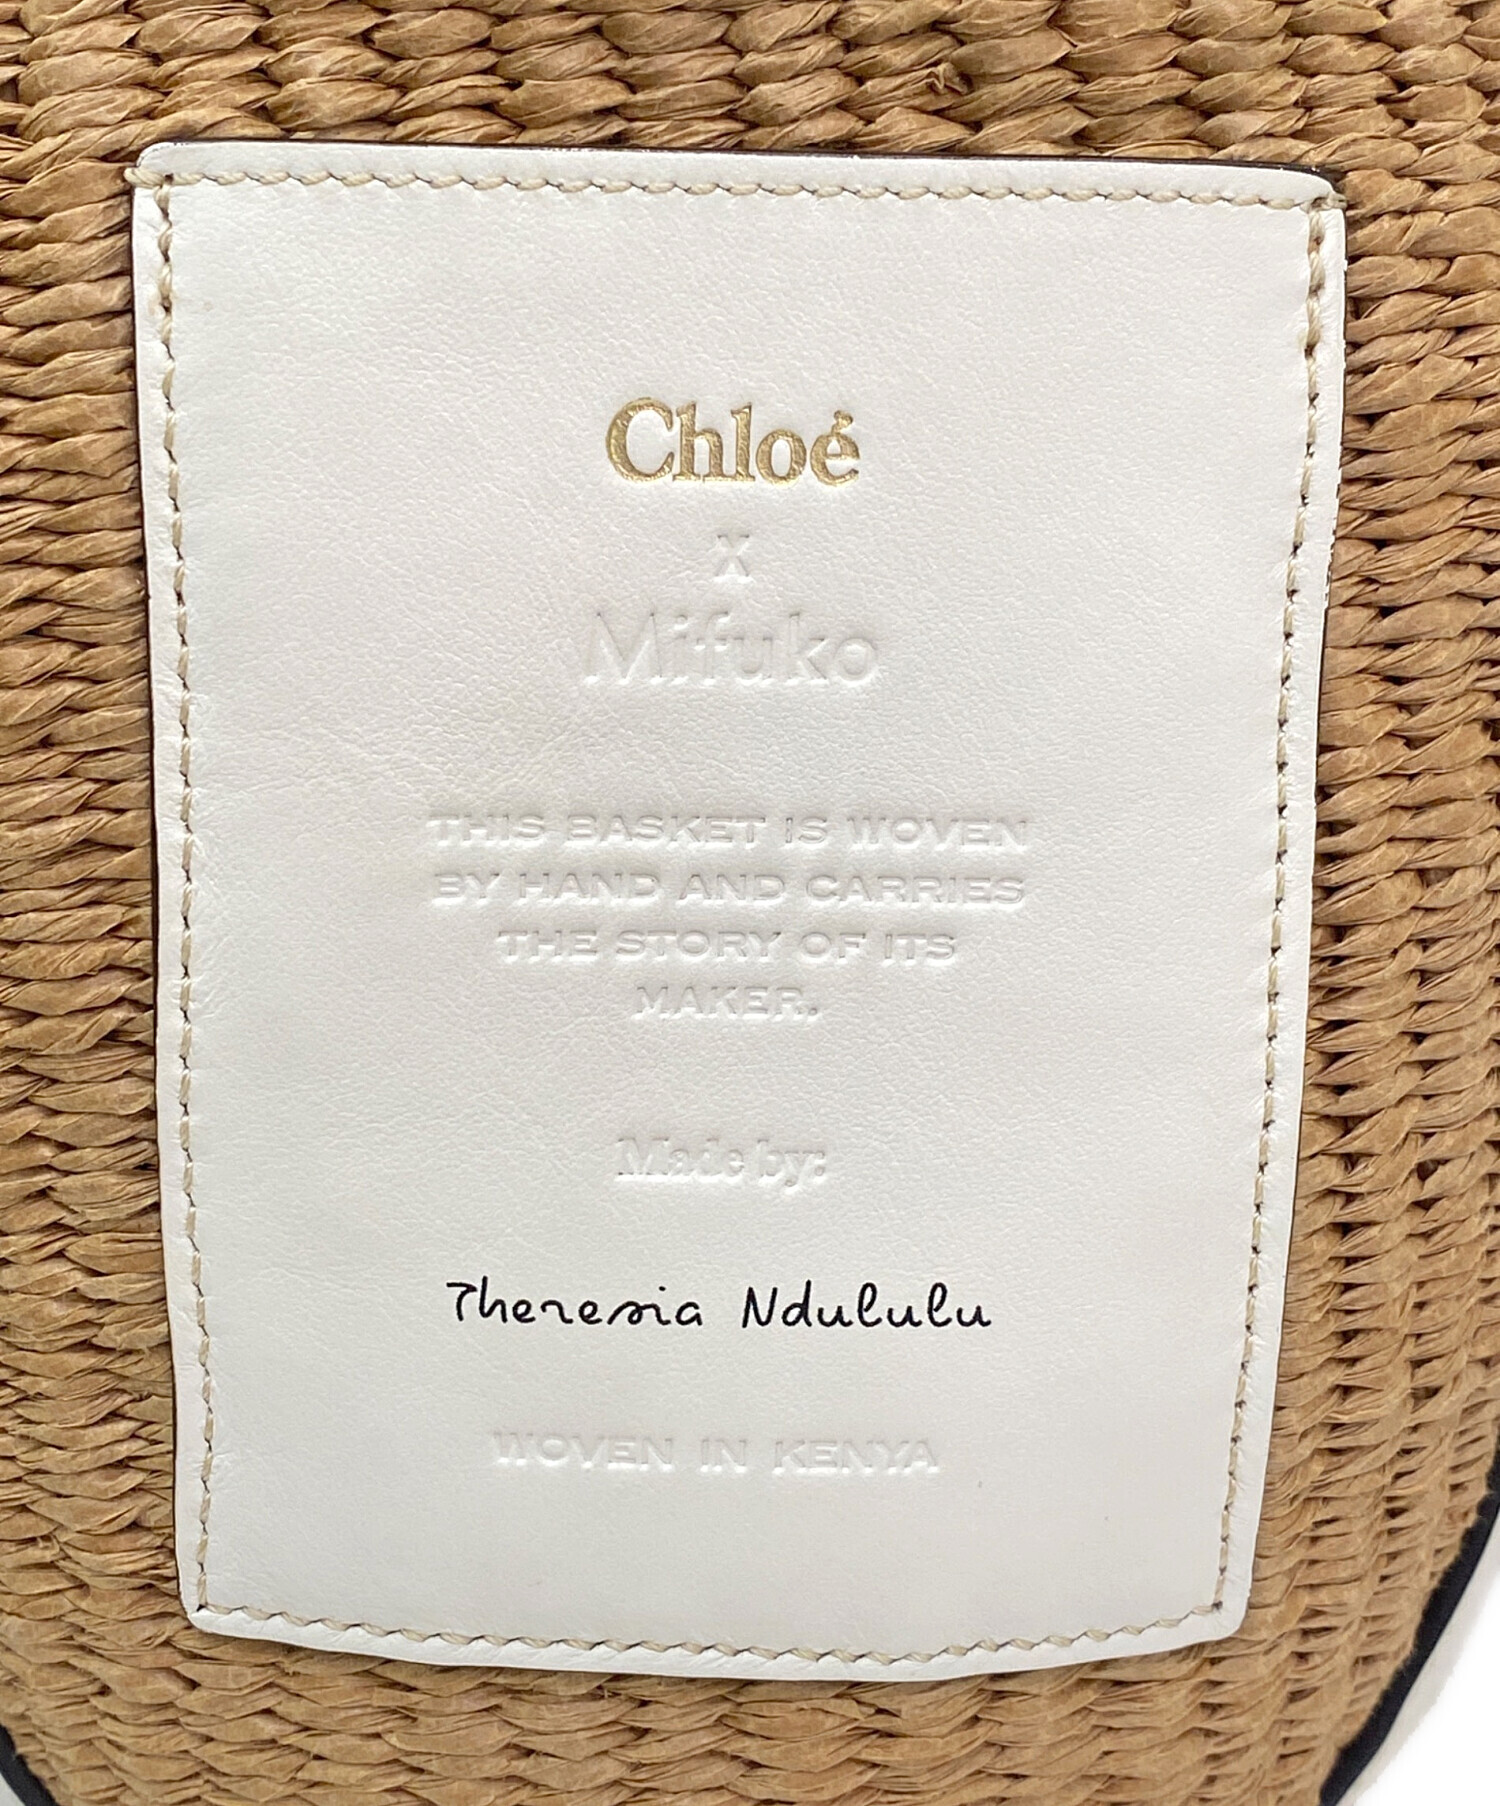 Chloé
x
Mifuko
THIS BASKET IS WOVEN
BY HAND AND CARRIES
THE STORY OF ITS
MAKER.
Made by:
Theresia Ndululu
WOVEN IN KENYA